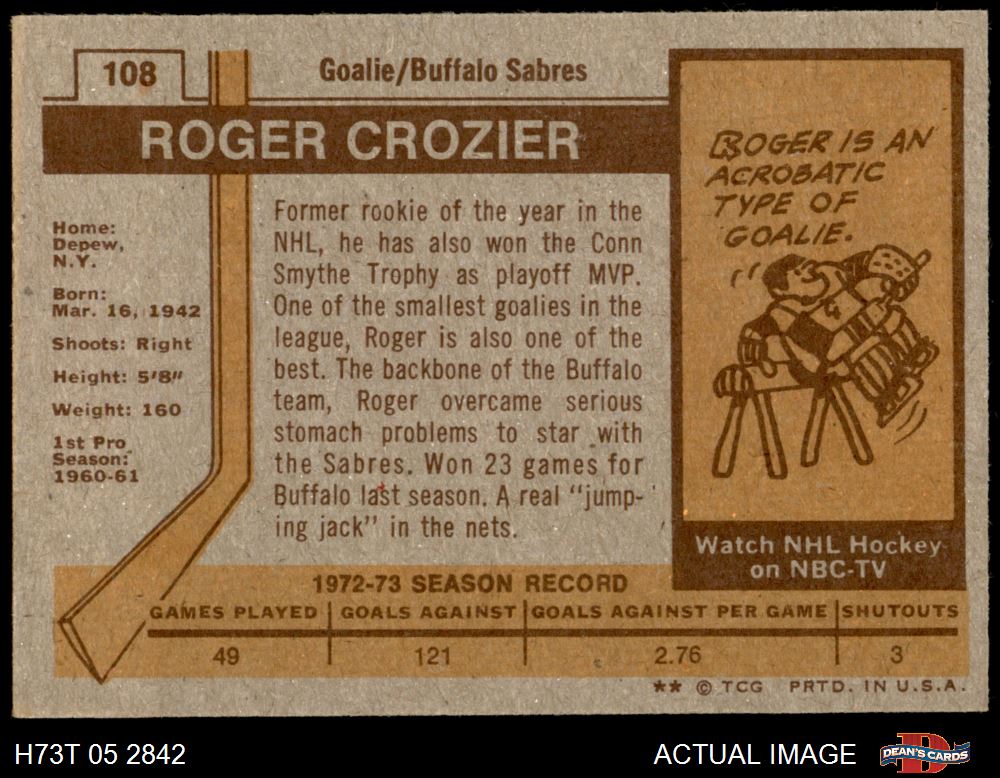 108
Goalie/Buffalo Sabres
ROGER CROZIER
Home:
Depew,
N.Y.
Born:
Mar. 16, 1942
Shoots: Right
Height: 5'8"
Weight: 160
1st Pro
Season:
1960-61
Former rookie of the year in the
NHL, he has also won the Conn
Smythe Trophy as playoff MVP.
One of the smallest goalies in the
league, Roger is also one of the
best. The backbone of the Buffalo
team, Roger overcame serious
stomach problems to star with
the Sabres. Won 23 games for
Buffalo last season. A real "jump-
ing jack" in the nets.
ROGER IS AN
ACROBATIC
TYPE OF
GOALIE.
4
Watch NHL Hockey
on NBC-TV
1972-73 SEASON RECORD
GAMES PLAYED GOALS AGAINST GOALS AGAINST PER GAME SHUTOUTS
49 121 2.76 3
** © TCG PRTD. IN U.S.A.
H73T 05 2842 ACTUAL IMAGE DEAN'S CARDS